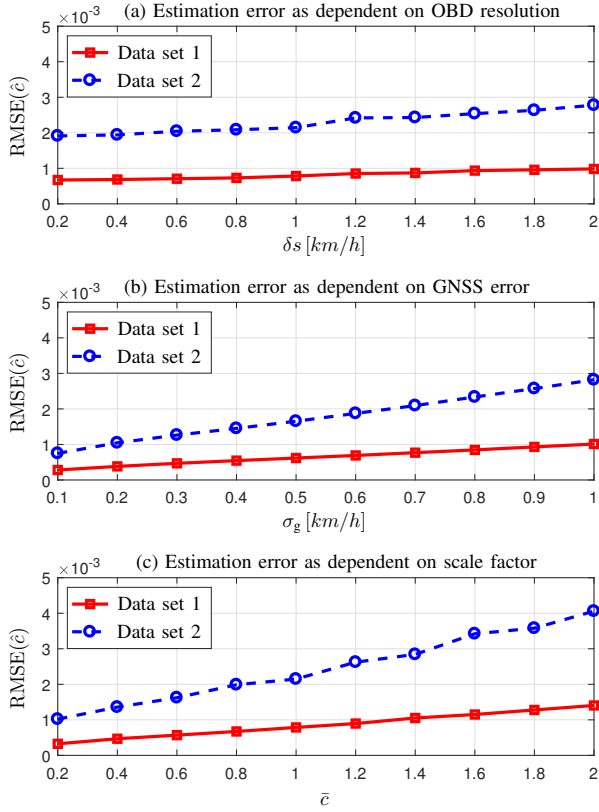 (a) Estimation error as dependent on OBD resolution
×10⁻³
5
4
3
2
1
0
RMSE(ĉ)
Data set 1
Data set 2
0.2 0.4 0.6 0.8 1 1.2 1.4 1.6 1.8 2
δs [km/h]
(b) Estimation error as dependent on GNSS error
×10⁻³
5
4
3
2
1
0
RMSE(ĉ)
Data set 1
Data set 2
0.1 0.2 0.3 0.4 0.5 0.6 0.7 0.8 0.9 1
σ_g [km/h]
(c) Estimation error as dependent on scale factor
×10⁻³
5
4
3
2
1
0
RMSE(ĉ)
Data set 1
Data set 2
0.2 0.4 0.6 0.8 1 1.2 1.4 1.6 1.8 2
c̄